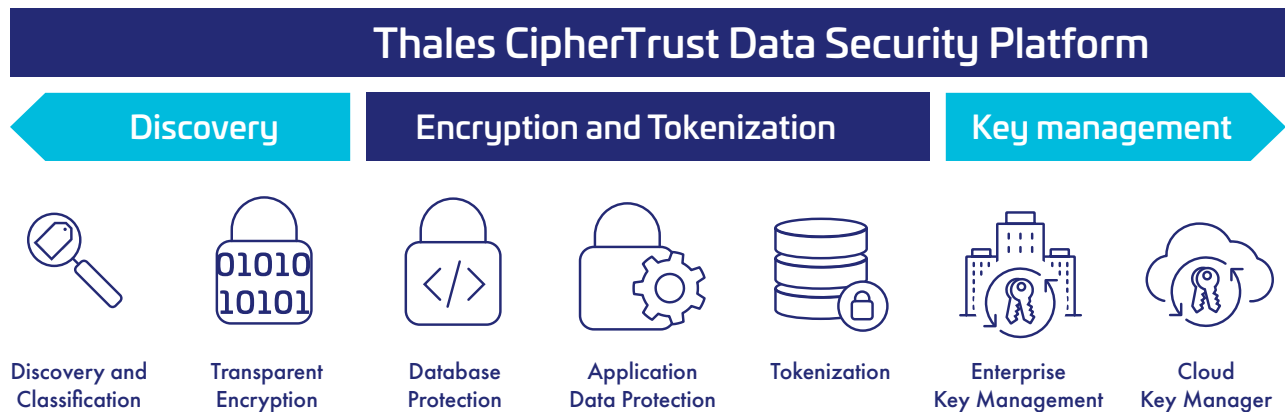 Thales CipherTrust Data Security Platform
Discovery
Encryption and Tokenization
Key management
01010
10101
</>
Discovery and
Classification
Transparent
Encryption
Database
Protection
Application
Data Protection
Tokenization
Enterprise
Key Management
Cloud
Key Manager